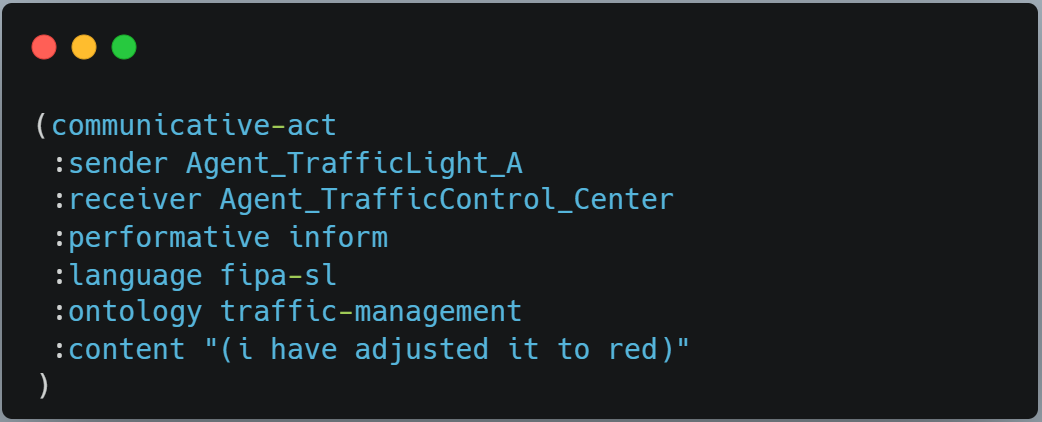 (communicative-act
:sender Agent_TrafficLight_A
:receiver Agent_TrafficControl_Center
:performative inform
:language fipa-sl
:ontology traffic-management
:content "(i have adjusted it to red)"
)